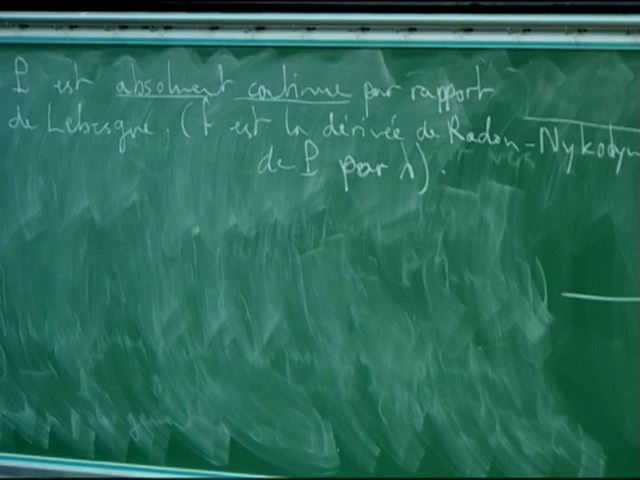 P est absolument continue par rapport
de Lebesgue. (f est la dérivée de Radon-Nykodym
de P par λ).